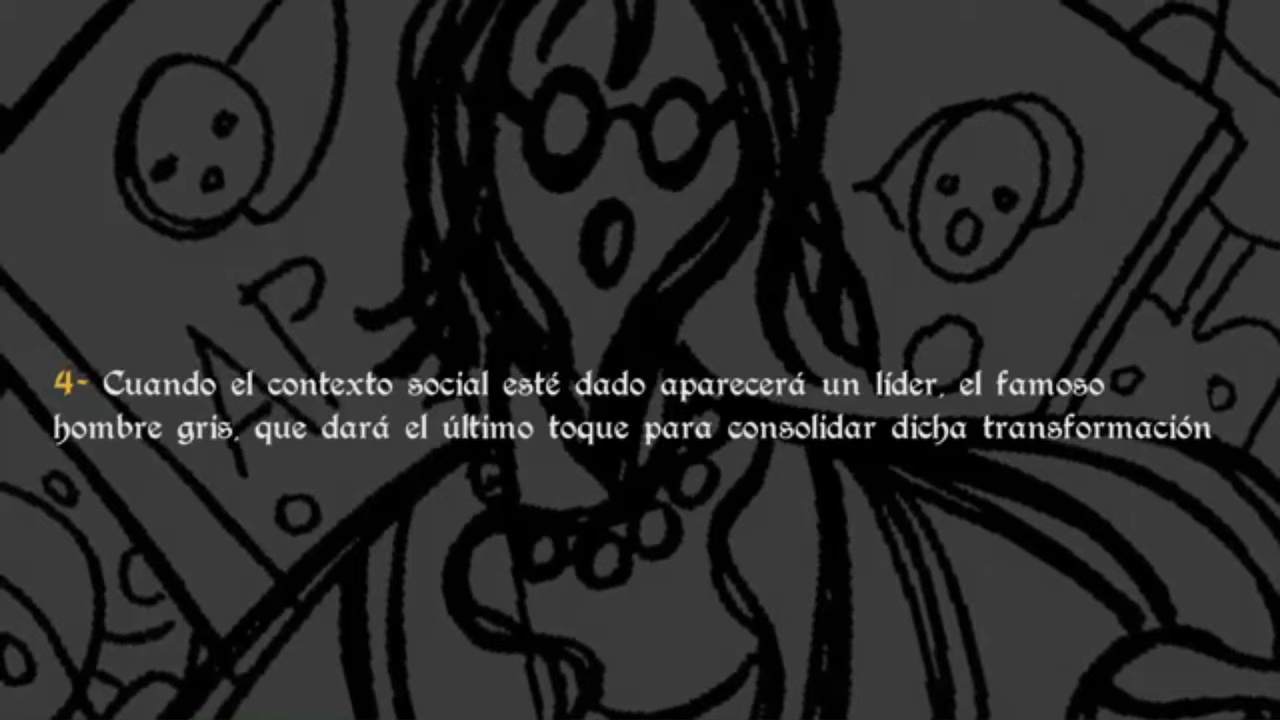 AP
4- Cuando el contexto social esté dado aparecerá un líder, el famoso
hombre gris, que dará el último toque para consolidar dicha transformación